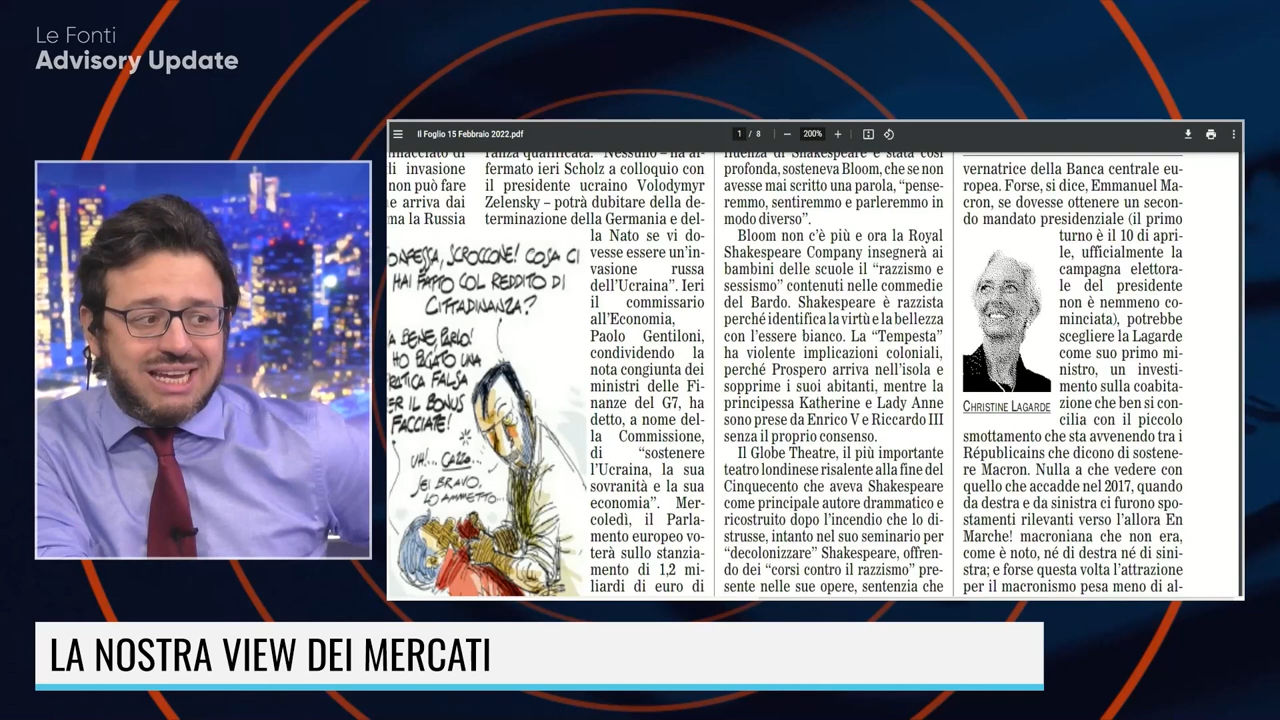 Le Fonti
Advisory Update
Il Foglio 15 Febbraio 2022.pdf
1 / 8
200%
di
li invasione
non può fare
e arriva dai
ma la Russia
ranza qualificata. Nessuno – ha af-
fermato ieri Scholz a colloquio con
il presidente ucraino Volodymyr
Zelensky – potrà dubitare della de-
terminazione della Germania e del-
la Nato se vi do-
vesse essere un'in-
vasione russa
dell'Ucraina". Ieri
il commissario
all'Economia,
Paolo Gentiloni,
condividendo la
nota congiunta dei
ministri delle Fi-
nanze del G7, ha
detto, a nome del-
la Commissione,
di "sostenere
l'Ucraina, la sua
sovranità e la sua
economia". Mer-
coledì, il Parla-
mento europeo vo-
terà sullo stanzia-
mento di 1,2 mi-
liardi di euro di
ONFESSA, SCROCCONE! COSA CI
HAI FATTO COL REDDITO DI
CITTADINANZA?
VA BENE, PARLO!
HO PAGATO UNA
RATICA FALSA
ER IL BONUS
FACCIATE!
UH!... CAZZO...
SEI BRAVO,
LO AMMETTO...
fluenza di Shakespeare è stata così
profonda, sosteneva Bloom, che se non
avesse mai scritto una parola, "pense-
remmo, sentiremmo e parleremmo in
modo diverso".
Bloom non c'è più e ora la Royal
Shakespeare Company insegnerà ai
bambini delle scuole il "razzismo e
sessismo" contenuti nelle commedie
del Bardo. Shakespeare è razzista
perché identifica la virtù e la bellezza
con l'essere bianco. La "Tempesta"
ha violente implicazioni coloniali,
perché Prospero arriva nell'isola e
sopprime i suoi abitanti, mentre la
principessa Katherine e Lady Anne
sono prese da Enrico V e Riccardo III
senza il proprio consenso.
Il Globe Theatre, il più importante
teatro londinese risalente alla fine del
Cinquecento che aveva Shakespeare
come principale autore drammatico e
ricostruito dopo l'incendio che lo di-
strusse, intanto nel suo seminario per
"decolonizzare" Shakespeare, offren-
do dei "corsi contro il razzismo" pre-
sente nelle sue opere, sentenzia che
vernatrice della Banca centrale eu-
ropea. Forse, si dice, Emmanuel Ma-
cron, se dovesse ottenere un secon-
do mandato presidenziale (il primo
turno è il 10 di apri-
le, ufficialmente la
campagna elettora-
le del presidente
non è nemmeno co-
minciata), potrebbe
scegliere la Lagarde
come suo primo mi-
nistro, un investi-
mento sulla coabita-
zione che ben si con-
cilia con il piccolo
CHRISTINE LAGARDE
smottamento che sta avvenendo tra i
Républicains che dicono di sostene-
re Macron. Nulla a che vedere con
quello che accadde nel 2017, quando
da destra e da sinistra ci furono spo-
stamenti rilevanti verso l'allora En
Marche! macroniana che non era,
come è noto, né di destra né di sini-
stra; e forse questa volta l'attrazione
per il macronismo pesa meno di al-
LA NOSTRA VIEW DEI MERCATI